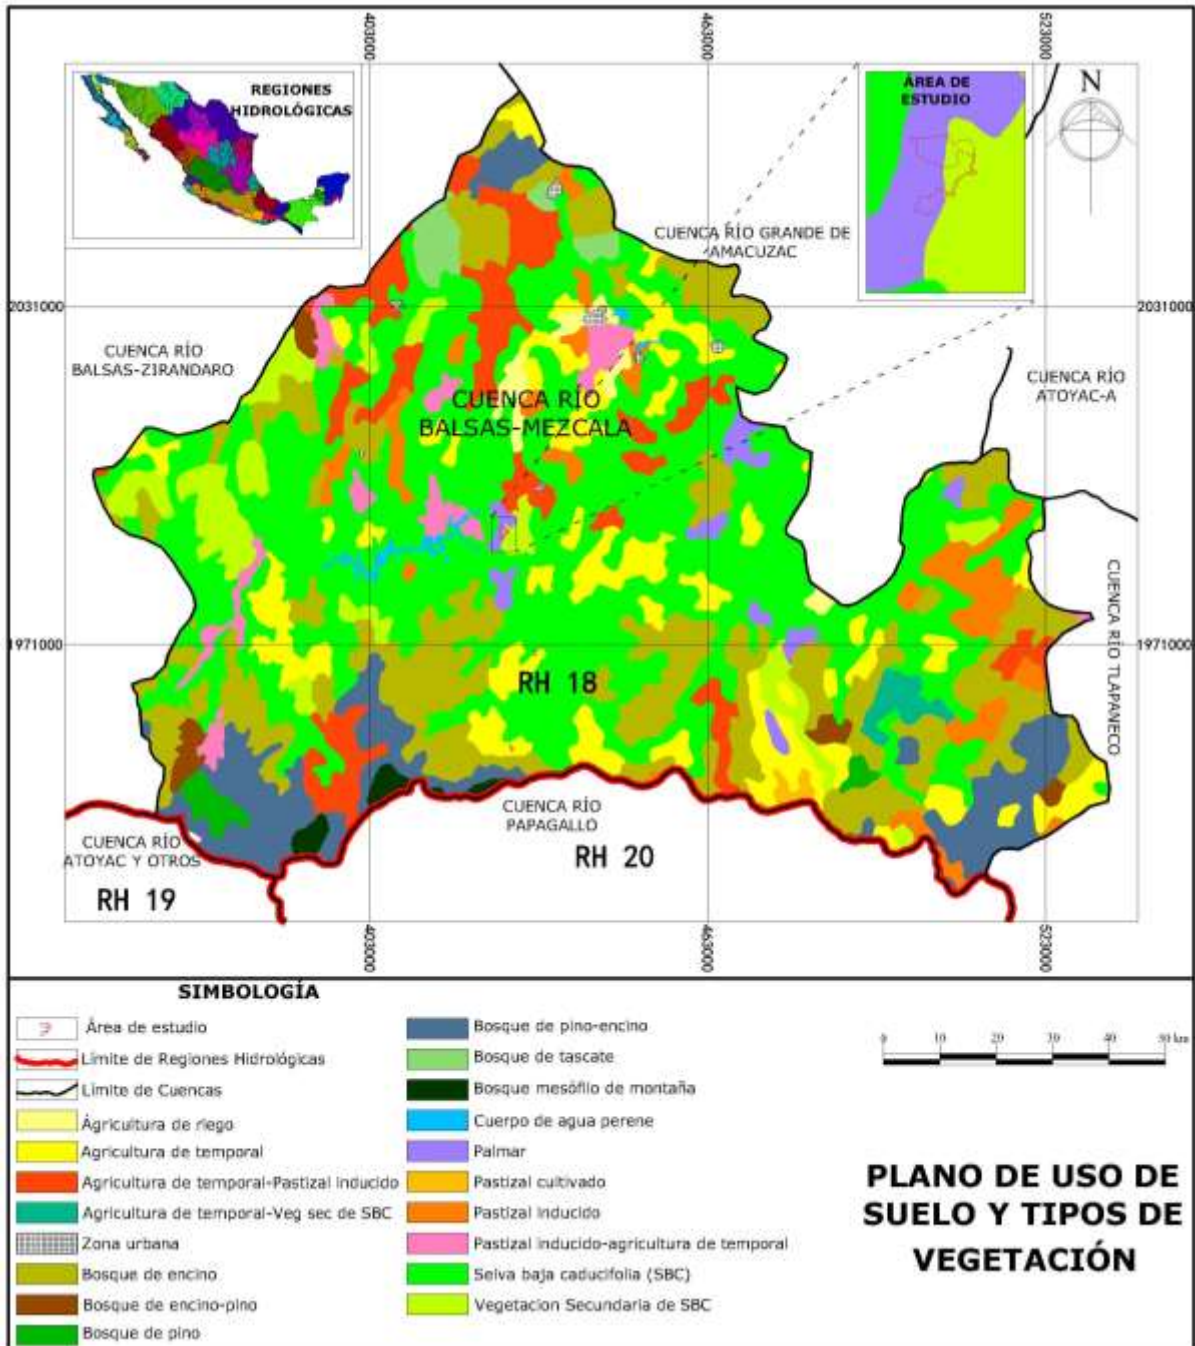 403000
463000
523000
REGIONES
HIDROLÓGICAS
ÁREA DE
ESTUDIO
N
CUENCA RÍO GRANDE DE
AMACUZAC
2031000
2031000
CUENCA RÍO
BALSAS-ZIRANDARO
CUENCA RÍO
ATOYAC-A
CUENCA RÍO
BALSAS-MEZCALA
CUENCA RÍO TLAPANECO
1971000
1971000
RH 18
CUENCA RÍO
PAPAGALLO
CUENCA RÍO
ATOYAC Y OTROS
RH 20
RH 19
403000
463000
523000
SIMBOLOGÍA
Área de estudio
Límite de Regiones Hidrológicas
Límite de Cuencas
Ágricultura de riego
Agricultura de temporal
Agricultura de temporal-Pastizal inducido
Agricultura de temporal-Veg sec de SBC
Zona urbana
Bosque de encino
Bosque de encino-pino
Bosque de pino
Bosque de pino-encino
Bosque de tascate
Bosque mesófilo de montaña
Cuerpo de agua perene
Palmar
Pastizal cultivado
Pastizal inducido
Pastizal inducido-agricultura de temporal
Selva baja caducifolia (SBC)
Vegetacion Secundaria de SBC
0 10 20 30 40 50 km
PLANO DE USO DE
SUELO Y TIPOS DE
VEGETACIÓN